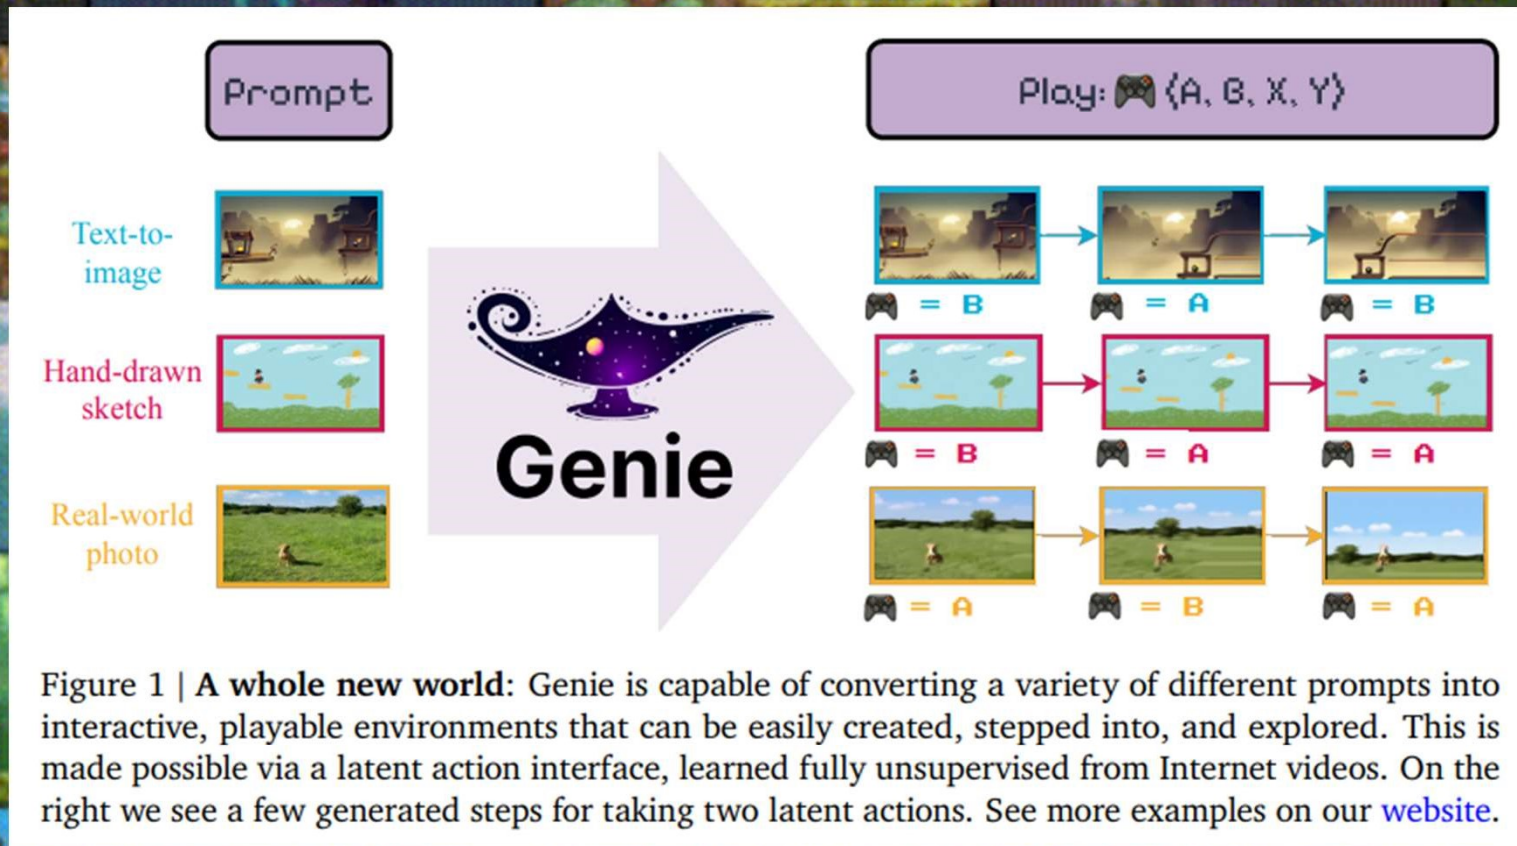 Prompt
Play: 🎮 {A, B, X, Y}
Text-to-
image
= B
= A
= B
Hand-drawn
sketch
= B
= A
= A
Real-world
photo
= A
= B
= A
Genie
Figure 1 | A whole new world: Genie is capable of converting a variety of different prompts into
interactive, playable environments that can be easily created, stepped into, and explored. This is
made possible via a latent action interface, learned fully unsupervised from Internet videos. On the
right we see a few generated steps for taking two latent actions. See more examples on our website.